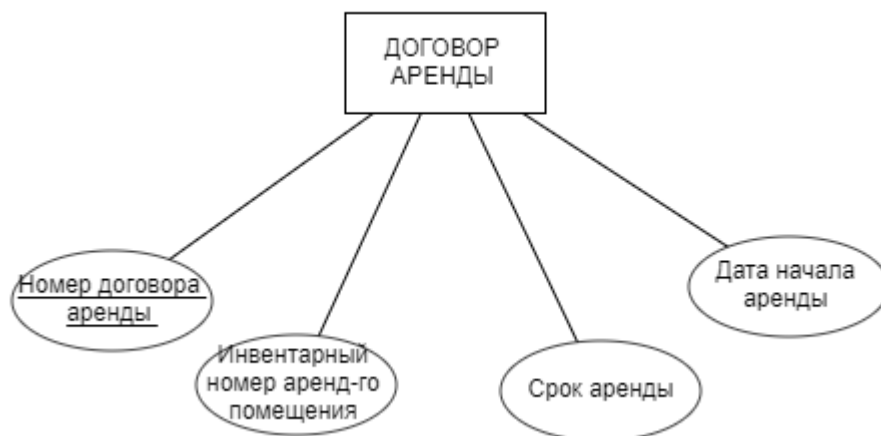 ДОГОВОР
АРЕНДЫ
Номер договора
аренды
Инвентарный
номер аренд-го
помещения
Срок аренды
Дата начала
аренды